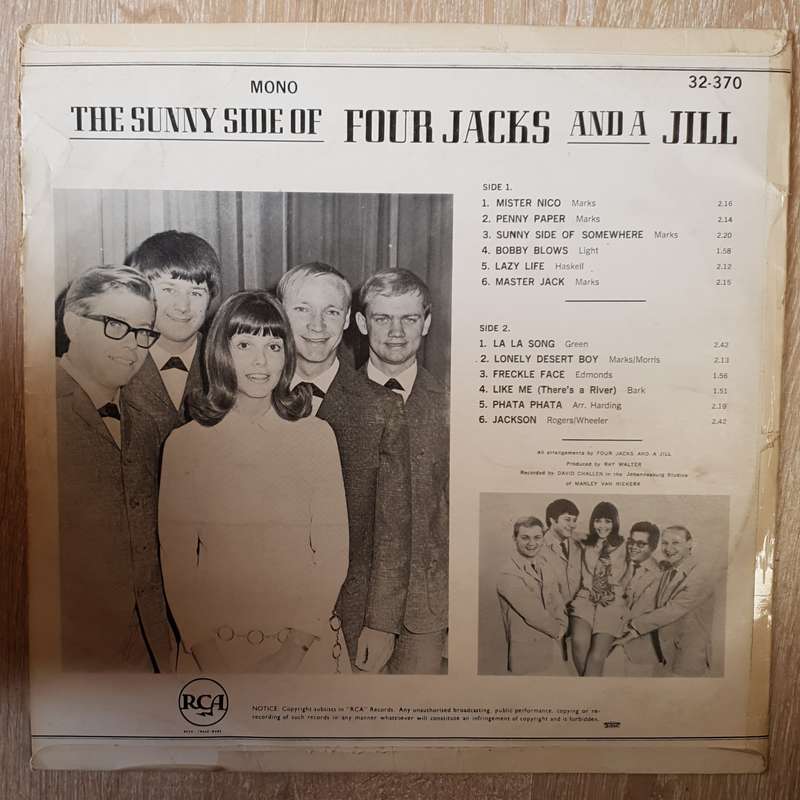 MONO
32-370
THE SUNNY SIDE OF FOUR JACKS AND A JILL
SIDE 1.
1. MISTER NICO Marks 2.16
2. PENNY PAPER Marks 2.14
3. SUNNY SIDE OF SOMEWHERE Marks 2.20
4. BOBBY BLOWS Light 1.58
5. LAZY LIFE Haskell 2.12
6. MASTER JACK Marks 2.15
SIDE 2.
1. LA LA SONG Green 2.42
2. LONELY DESERT BOY Marks/Morris 2.13
3. FRECKLE FACE Edmonds 1.56
4. LIKE ME (There's a River) Bark 1.51
5. PHATA PHATA Arr. Harding 2.19
6. JACKSON Rogers/Wheeler 2.42
All arrangements by FOUR JACKS AND A JILL
Produced by RAY WALTER
Recorded by DAVID CHALLEN in the Johannesburg Studios
of MANLEY VAN NIEKERK
RCA
NOTICE: Copyright subsists in "RCA" Records. Any unauthorised broadcasting, public performance, copying or re-
recording of such records in any manner whatsoever will constitute an infringement of copyright and is forbidden.